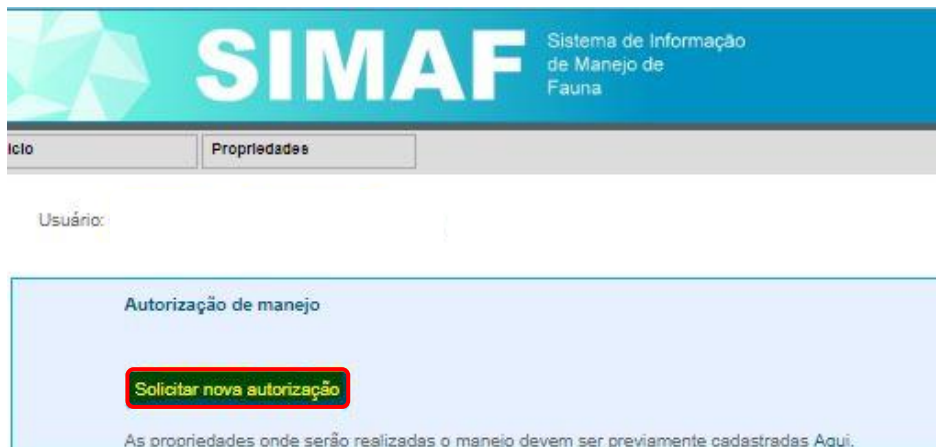 SIMAF
Sistema de Informação
de Manejo de
Fauna
icio
Propriedades
Usuário:
Autorização de manejo
Solicitar nova autorização
As propriedades onde serão realizadas o manejo devem ser previamente cadastradas Aqui.